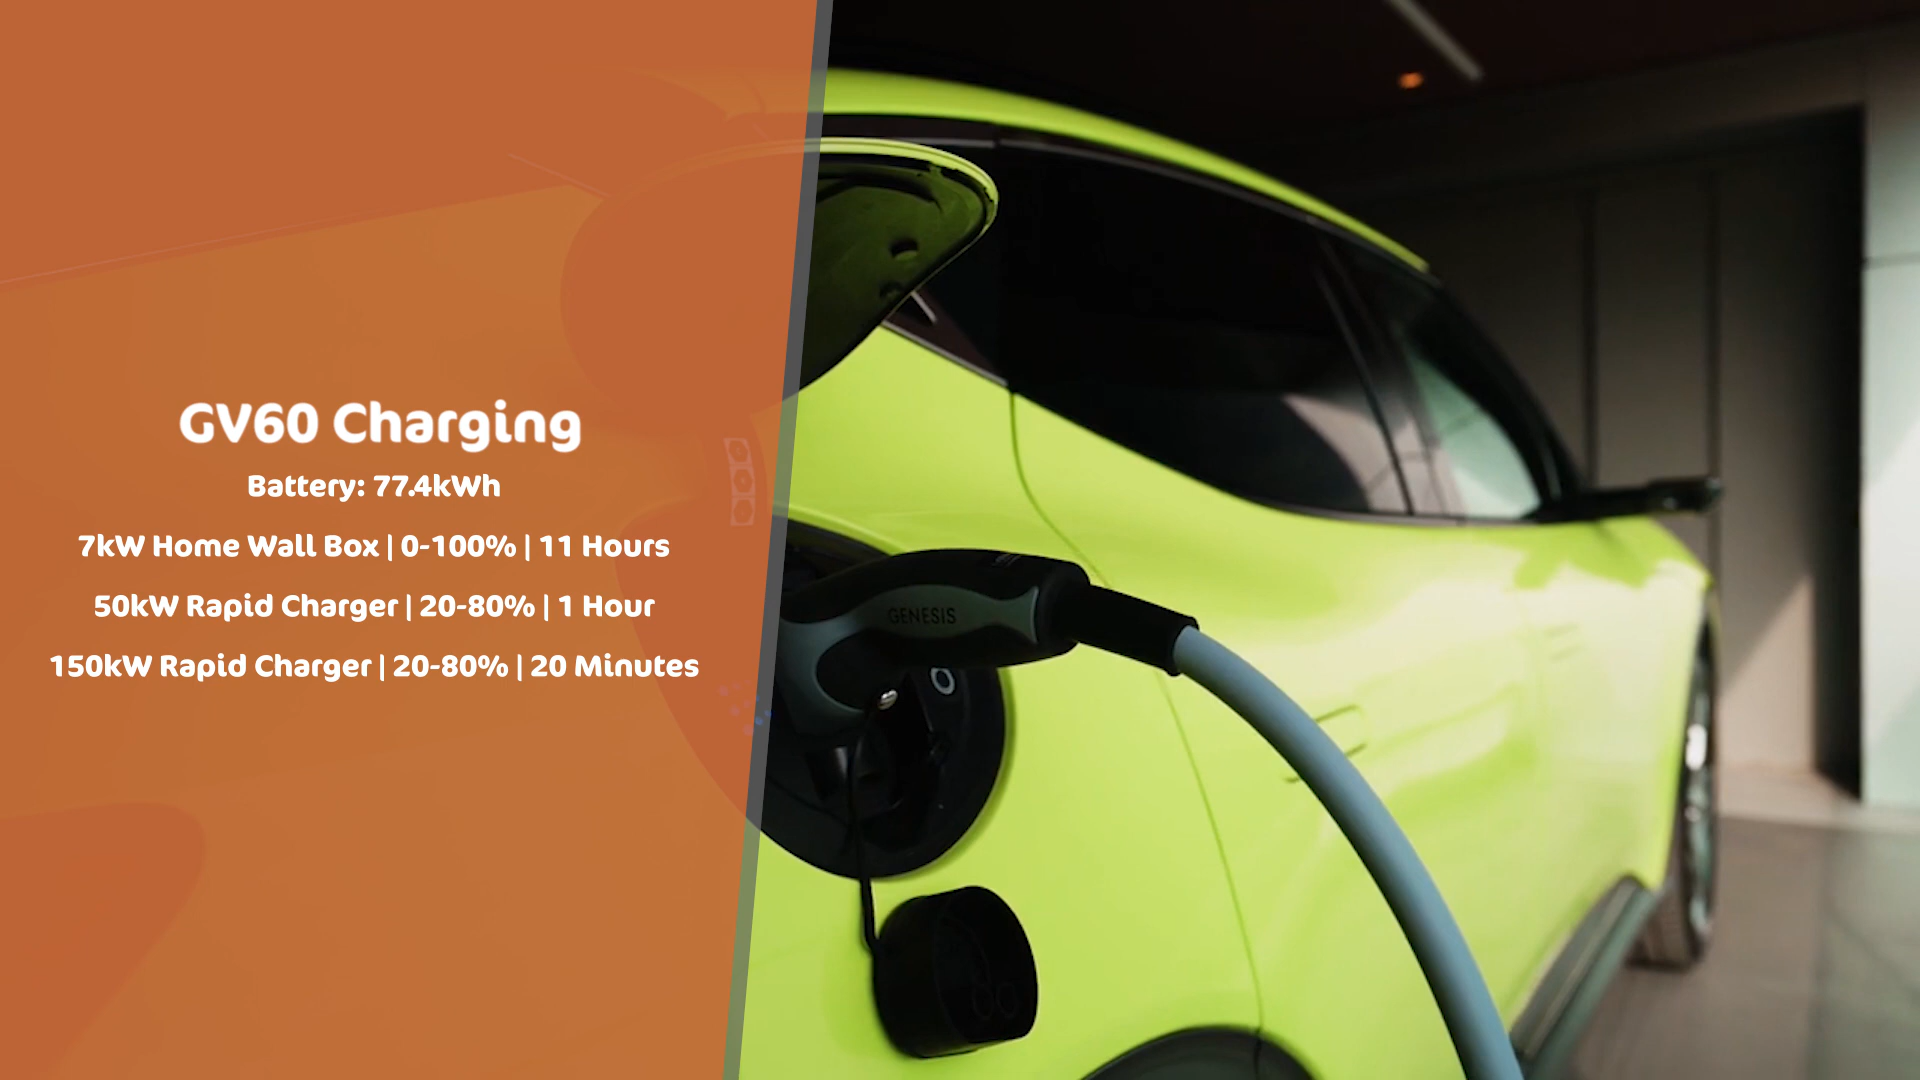 GV60 Charging
Battery: 77.4kWh
7kW Home Wall Box | 0-100% | 11 Hours
50kW Rapid Charger | 20-80% | 1 Hour
150kW Rapid Charger | 20-80% | 20 Minutes
GENESIS